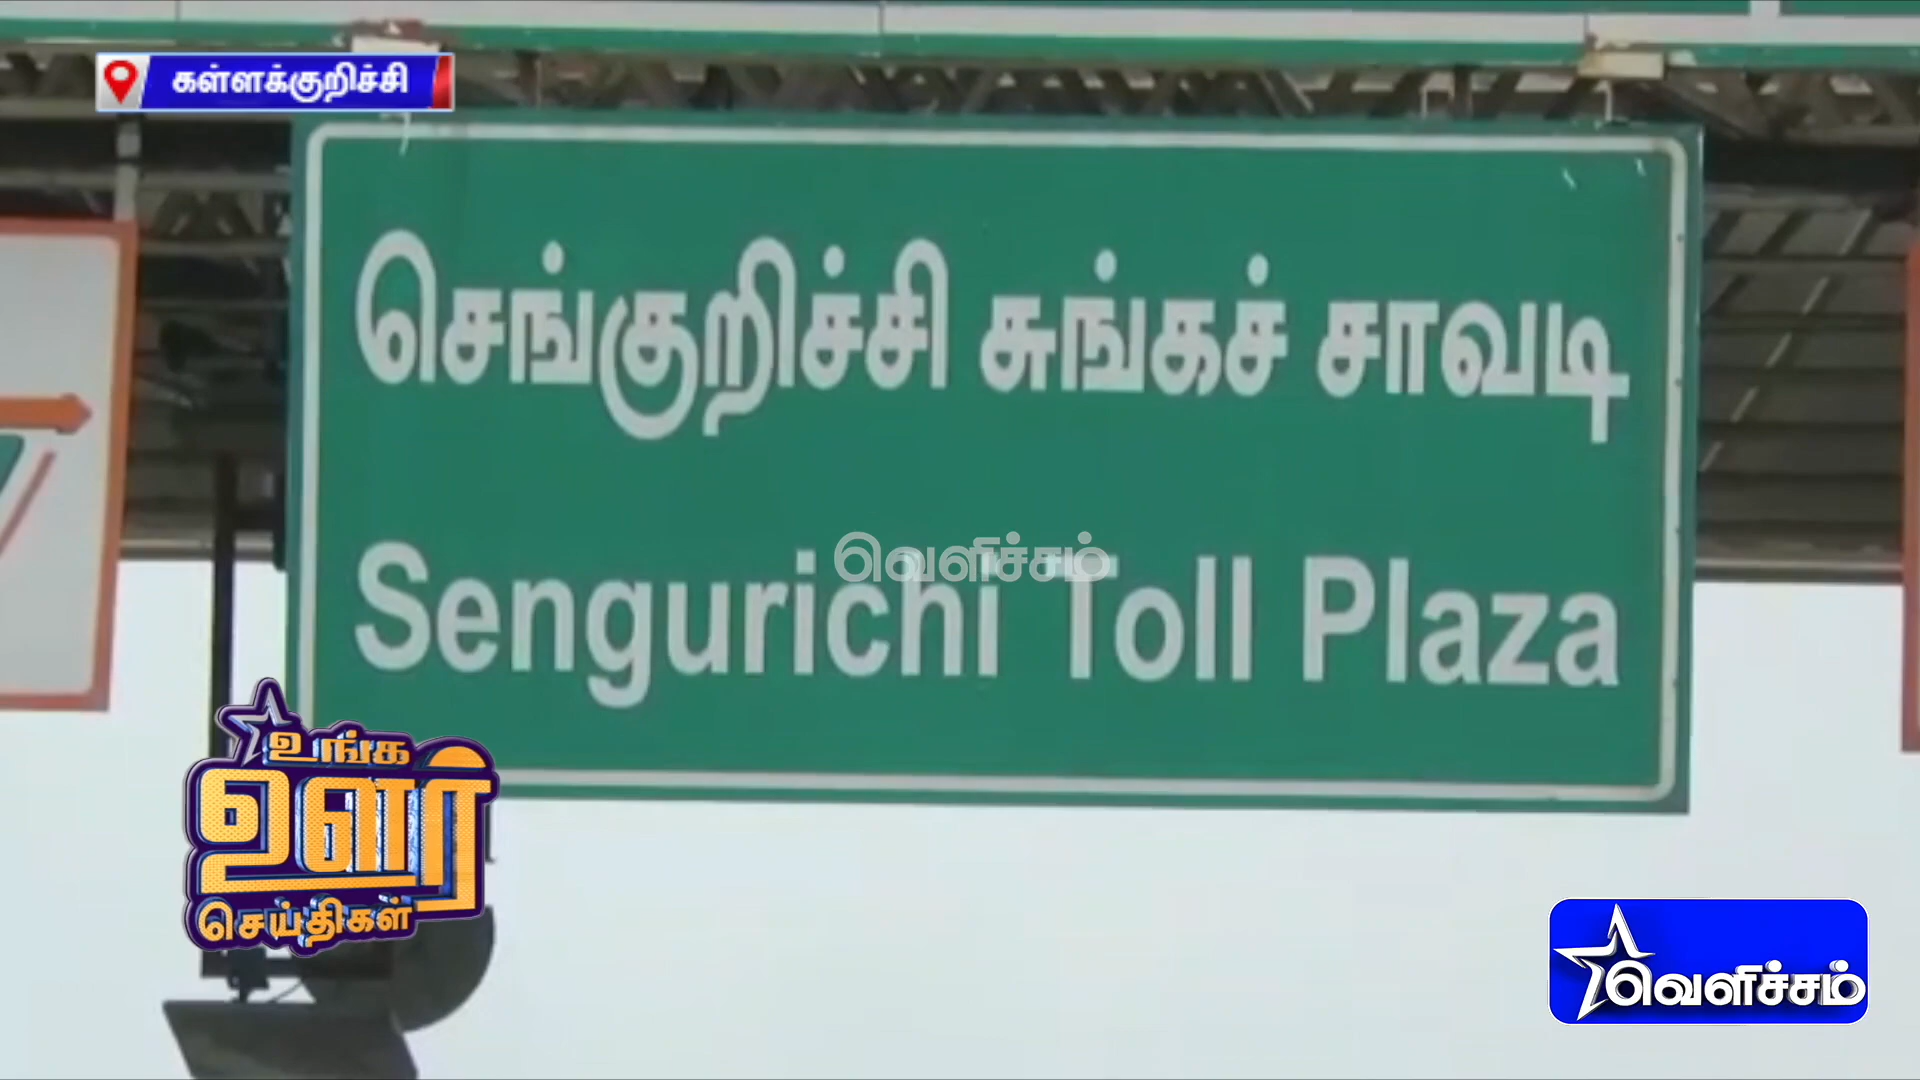 கள்ளக்குறிச்சி
செங்குறிச்சி சுங்கச் சாவடி
வெளிச்சம்
Sengurichi Toll Plaza
உங்க
ஊர்
செய்திகள்
வெளிச்சம்